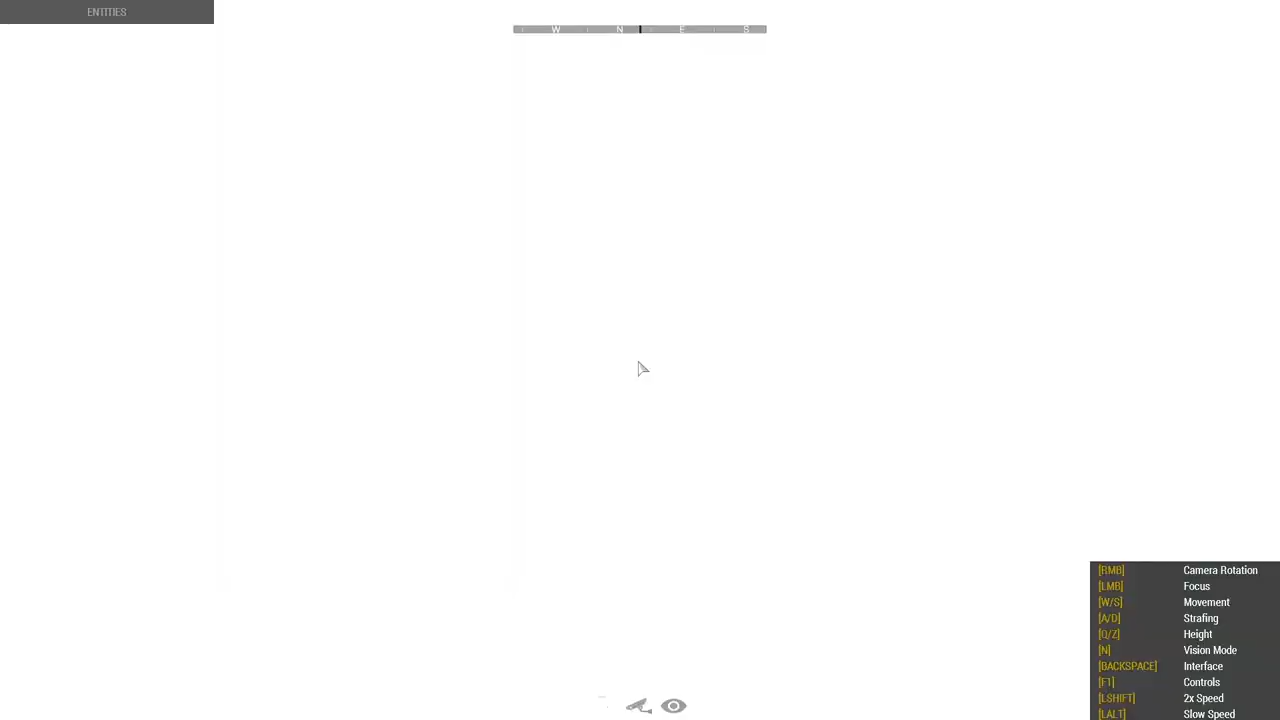 ENTITIES
W N E S
[RMB] Camera Rotation
[LMB] Focus
[W/S] Movement
[A/D] Strafing
[Q/Z] Height
[N] Vision Mode
[BACKSPACE] Interface
[F1] Controls
[LSHIFT] 2x Speed
[LALT] Slow Speed